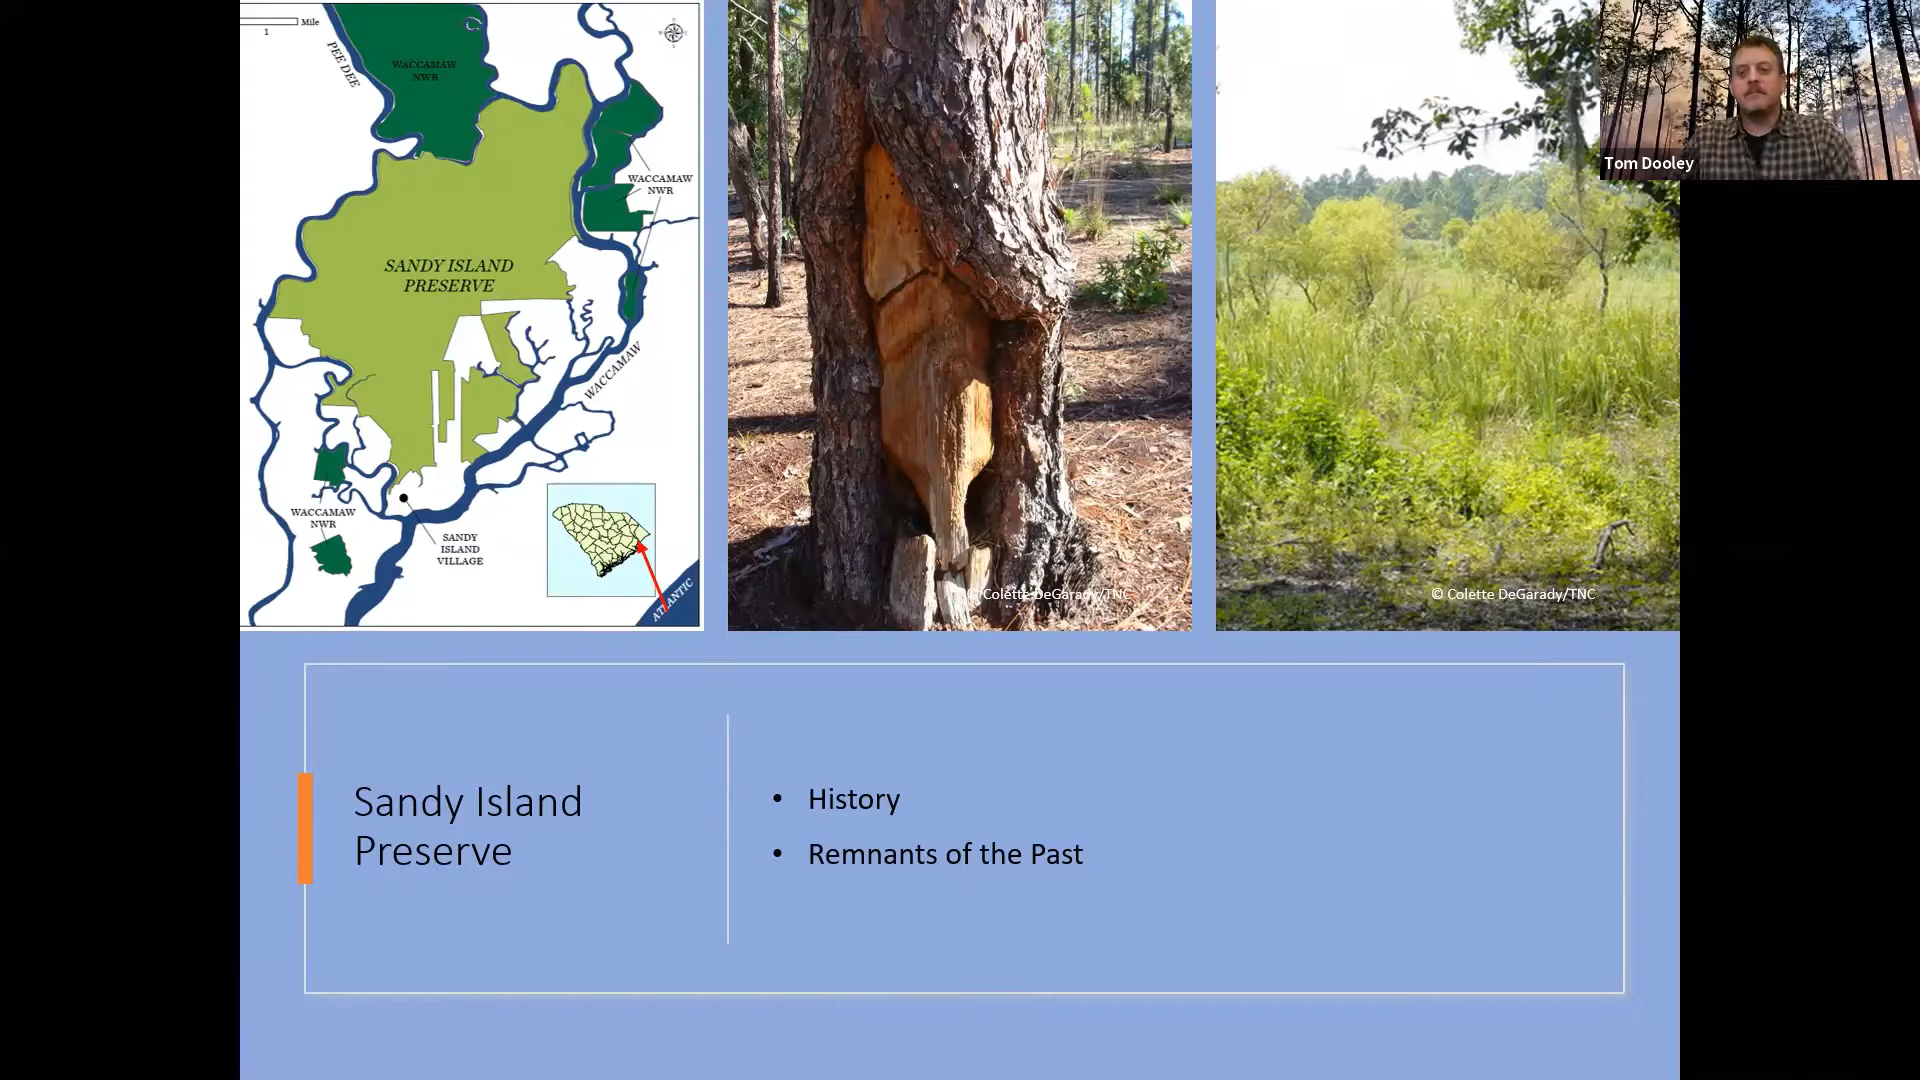 Mile
1
PEE DEE
WACCAMAW
NWR
WACCAMAW
NWR
SANDY ISLAND
PRESERVE
WACCAMAW
WACCAMAW
NWR
SANDY
ISLAND
VILLAGE
ATLANTIC
© Colette DeGarady/TNC
© Colette DeGarady/TNC
Tom Dooley
Sandy Island
Preserve
• History
• Remnants of the Past